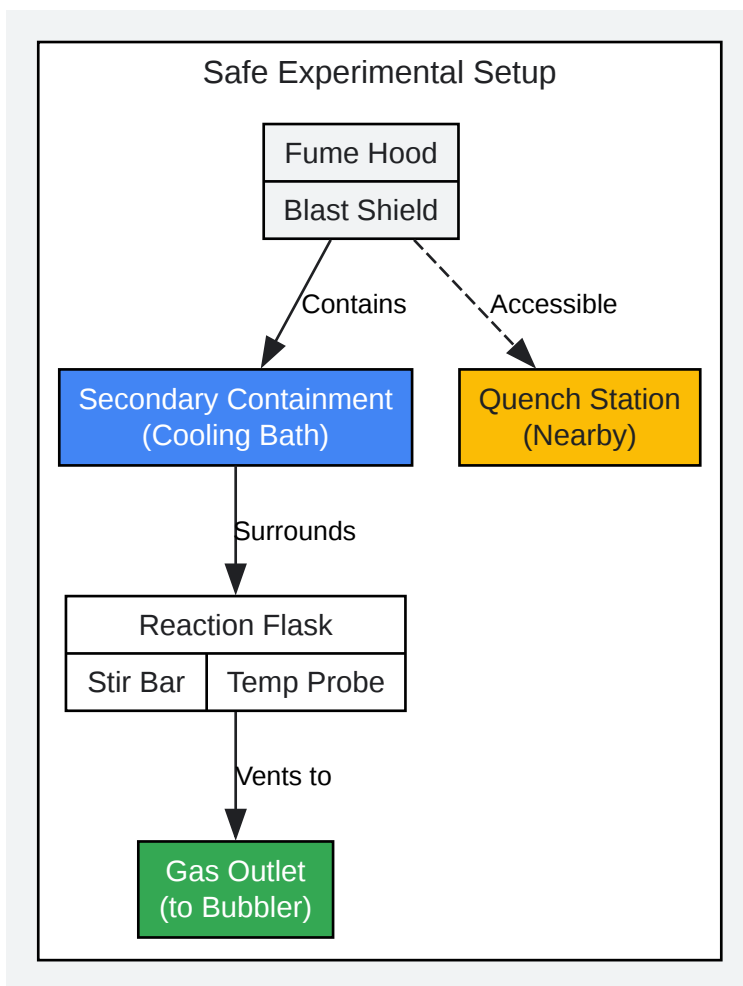 Safe Experimental Setup
Fume Hood
Blast Shield
Contains
Accessible
Secondary Containment
(Cooling Bath)
Quench Station
(Nearby)
Surrounds
Reaction Flask
Stir Bar
Temp Probe
Vents to
Gas Outlet
(to Bubbler)